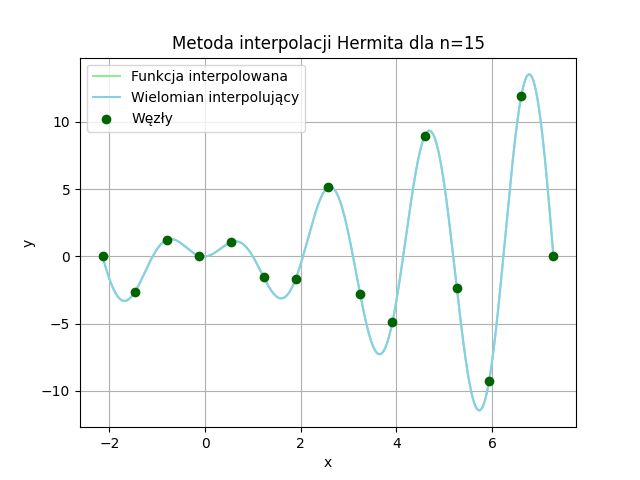 Metoda interpolacji Hermita dla n=15
Funkcja interpolowana
Wielomian interpolujący
Węzły
10
5
0
−5
−10
y
−2 0 2 4 6
x